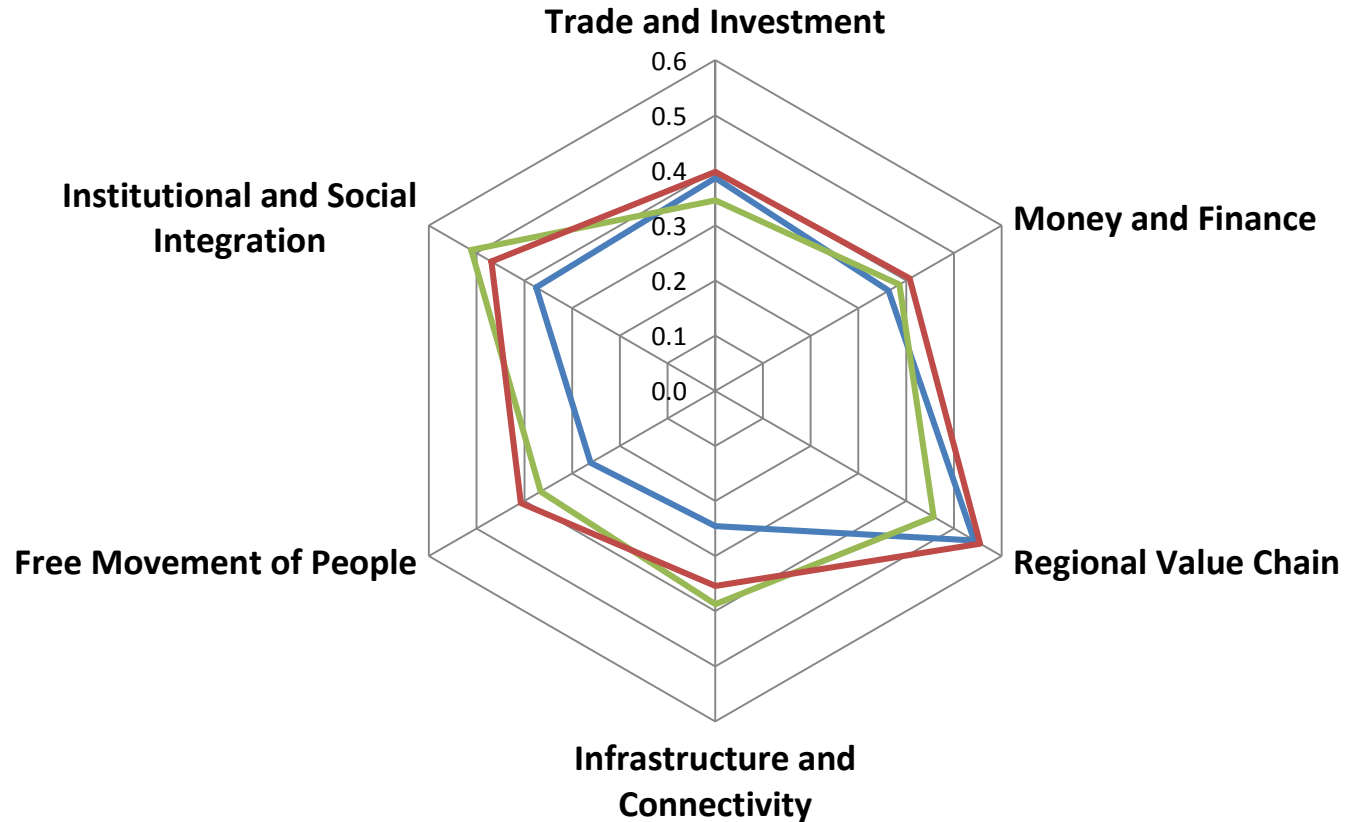 Trade and Investment
0.6
0.5
0.4
0.3
0.2
0.1
0.0
Money and Finance
Regional Value Chain
Infrastructure and
Connectivity
Free Movement of People
Institutional and Social
Integration